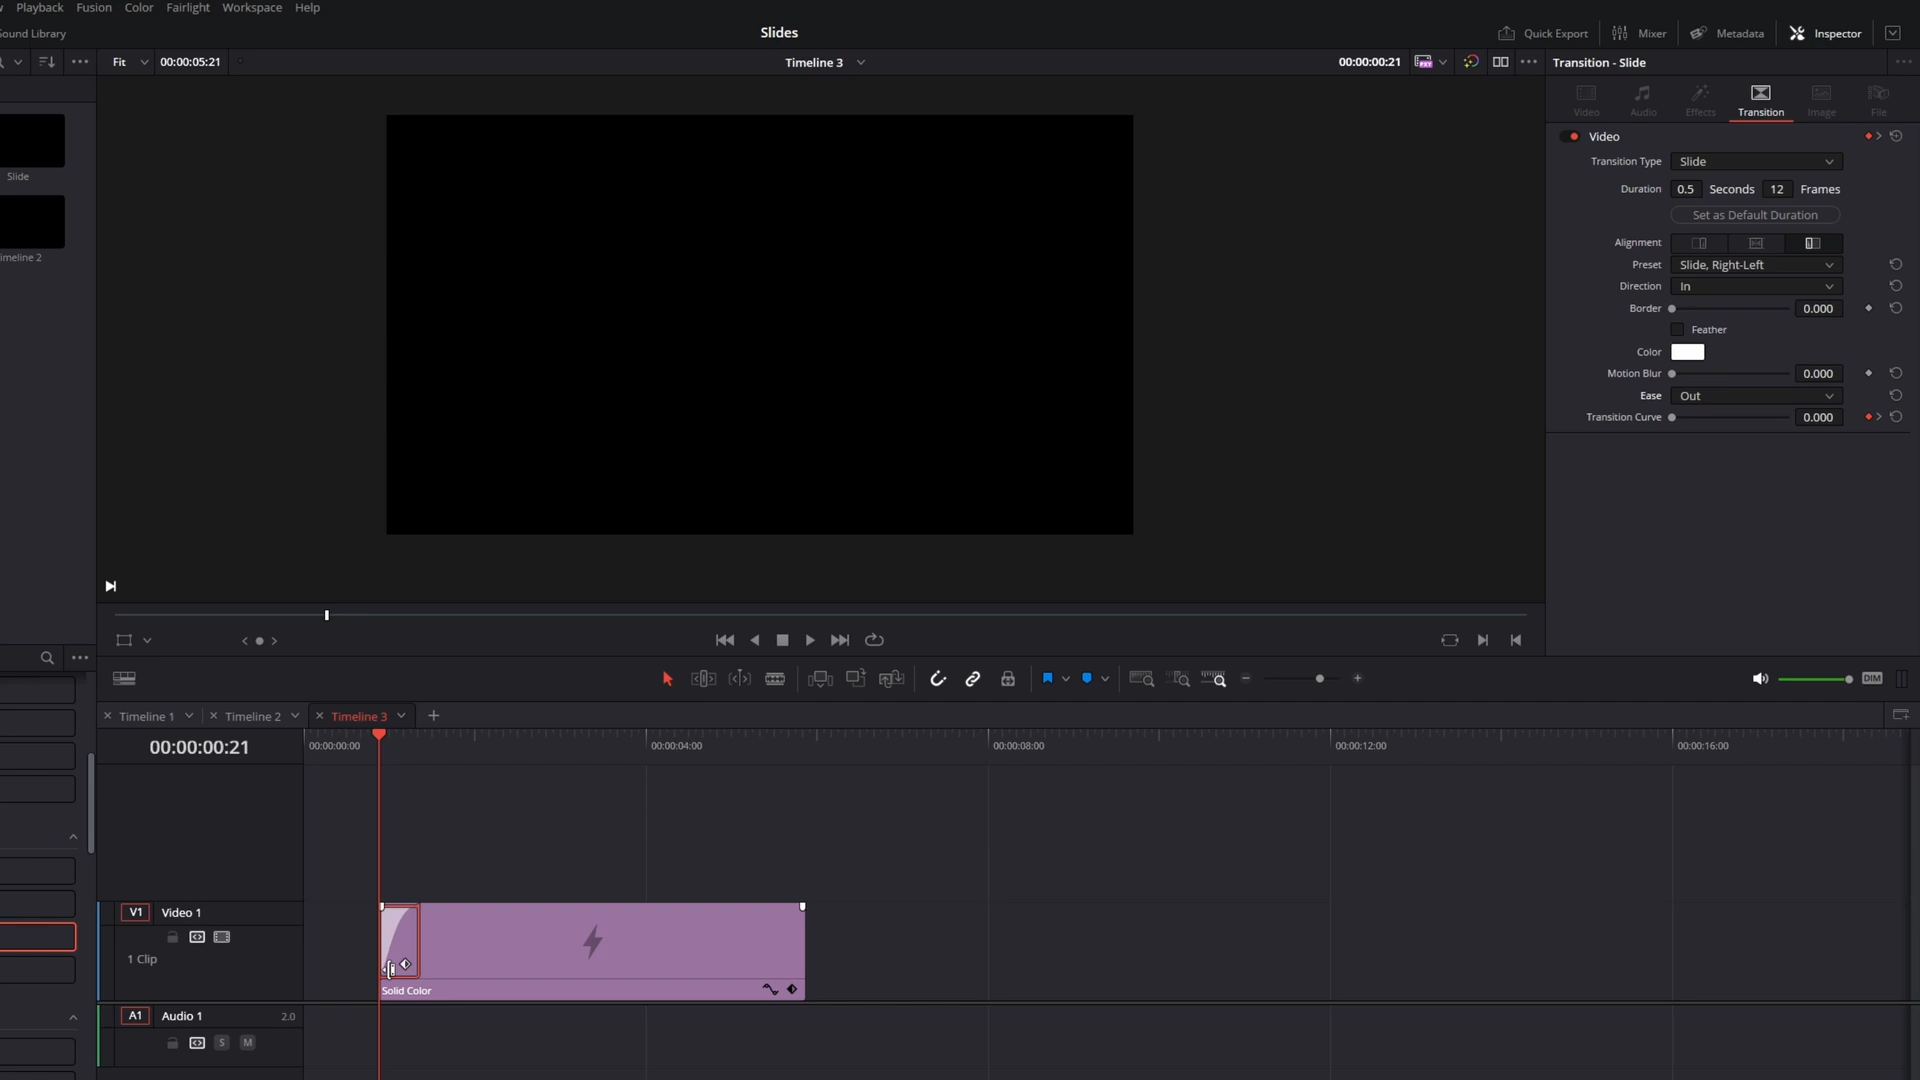 Playback Fusion Color Fairlight Workspace Help
Sound Library
Slides
Quick Export Mixer Metadata Inspector
Fit 00:00:05:21
Timeline 3
00:00:00:21
Transition - Slide
Video Audio Effects Transition Image File
Video
Transition Type Slide
Duration 0.5 Seconds 12 Frames
Set as Default Duration
Alignment
Preset Slide, Right-Left
Direction In
Border 0.000
Feather
Color
Motion Blur 0.000
Ease Out
Transition Curve 0.000
Slide
imeline 2
DIM
Timeline 1 Timeline 2 Timeline 3
00:00:00:21
00:00:00:00 00:00:04:00 00:00:08:00 00:00:12:00 00:00:16:00
V1 Video 1
1 Clip
Solid Color
A1 Audio 1 2.0
S M